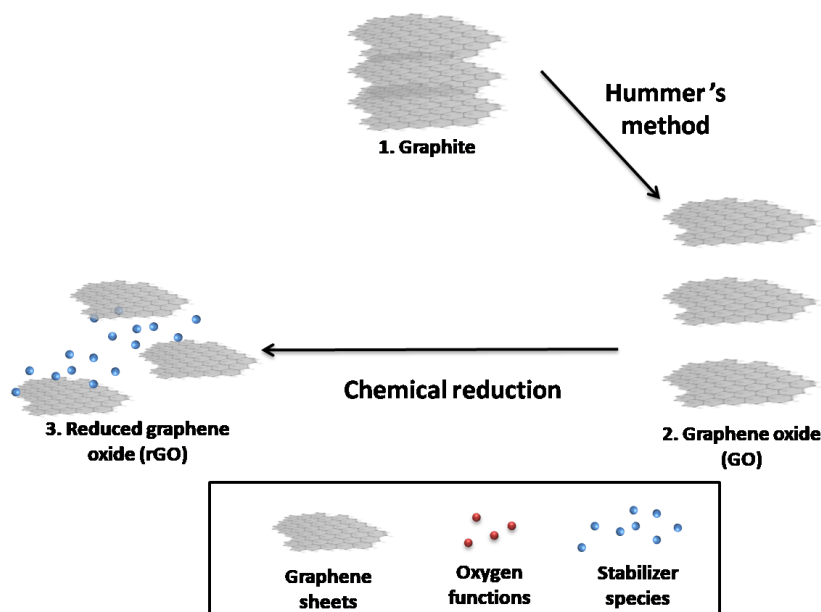 1. Graphite
Hummer's
method
Chemical reduction
3. Reduced graphene
oxide (rGO)
2. Graphene oxide
(GO)
Graphene
sheets
Oxygen
functions
Stabilizer
species